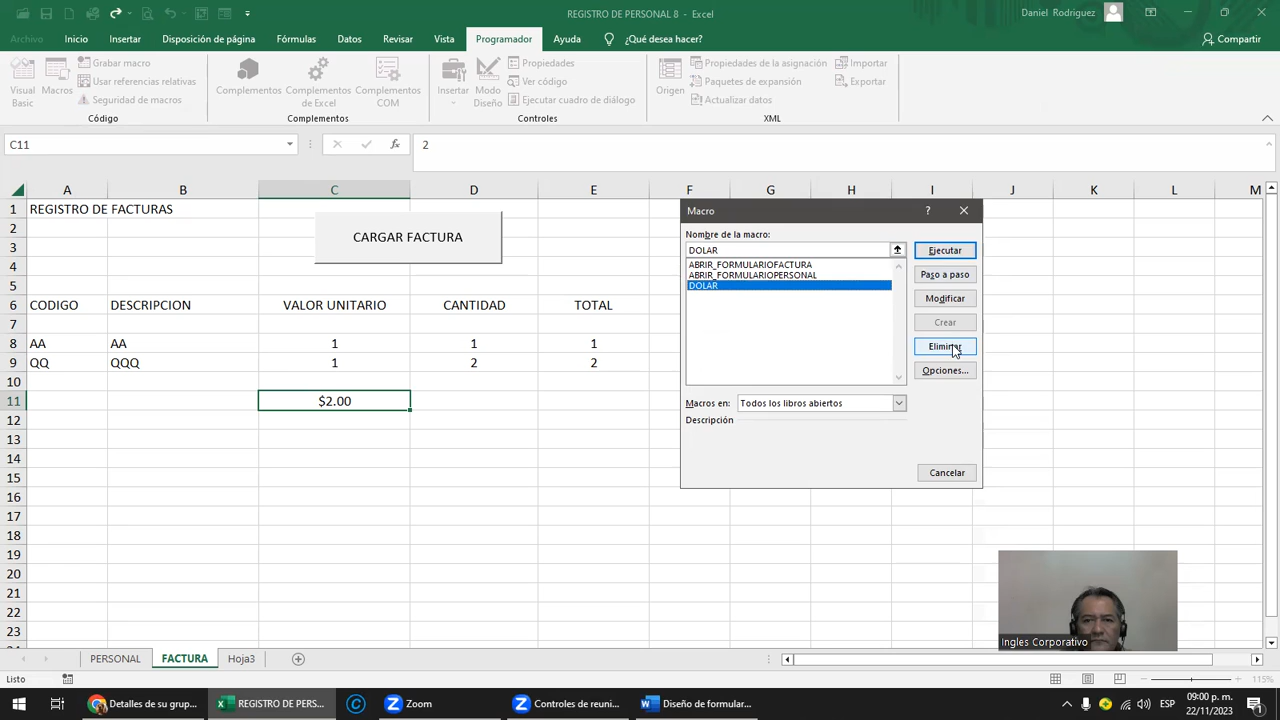 REGISTRO DE PERSONAL 8 - Excel
Daniel Rodriguez
Archivo Inicio Insertar Disposición de página Fórmulas Datos Revisar Vista Programador Ayuda ¿Qué desea hacer? Compartir
Visual Basic
Macros
Grabar macro
Usar referencias relativas
Seguridad de macros
Código
Complementos
Complementos de Excel
Complementos COM
Complementos
Insertar
Modo Diseño
Propiedades
Ver código
Ejecutar cuadro de diálogo
Controles
Origen
Propiedades de la asignación
Paquetes de expansión
Actualizar datos
Importar
Exportar
XML
C11 fx 2
A B C D E F G H I J K L M
1 REGISTRO DE FACTURAS
CARGAR FACTURA
2
3
4
5
6 CODIGO DESCRIPCION VALOR UNITARIO CANTIDAD TOTAL
7
8 AA AA 1 1 1
9 QQ QQQ 1 2 2
10
11 $2.00
12
13
14
15
16
17
18
19
20
21
22
23
Macro ?
Nombre de la macro:
DOLAR
ABRIR_FORMULARIOFACTURA
ABRIR_FORMULARIOPERSONAL
DOLAR
Ejecutar
Paso a paso
Modificar
Crear
Eliminar
Opciones...
Macros en: Todos los libros abiertos
Descripción
Cancelar
Ingles Corporativo
PERSONAL FACTURA Hoja3
Listo
115%
Detalles de su grup...
REGISTRO DE PERS...
Zoom
Controles de reuni...
Diseño de formular...
ESP
09:00 p. m.
22/11/2023